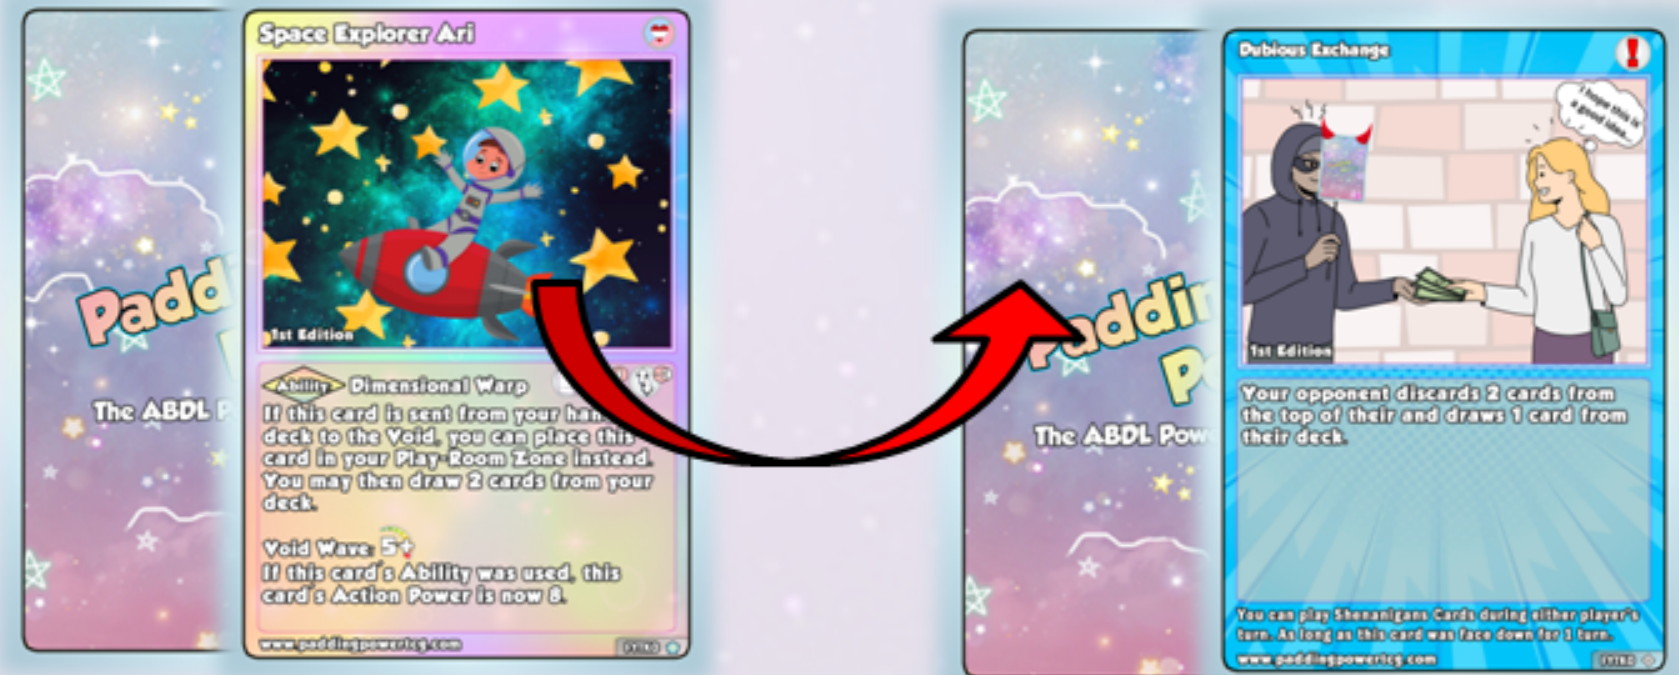 Space Explorer Ari
1st Edition
Ability Dimensional Warp
If this card is sent from your
deck to the Void, you can place this
card in your Play-Room Zone instead.
You may then draw 2 cards from your
deck.
Void Wave: 5+
If this card's Ability was used, this
card's Action Power is now 8.
www.paddingpowertcg.com
Padd
The ABDL P
Dubious Exchange
I hope this is
a good idea...
1st Edition
Your opponent discards 2 cards from
the top of their and draws 1 card from
their deck.
You can play Shenanigans Cards during either player's
turn. As long as this card was face down for 1 turn.
www.paddingpowertcg.com
Paddin
Po
The ABDL Pow